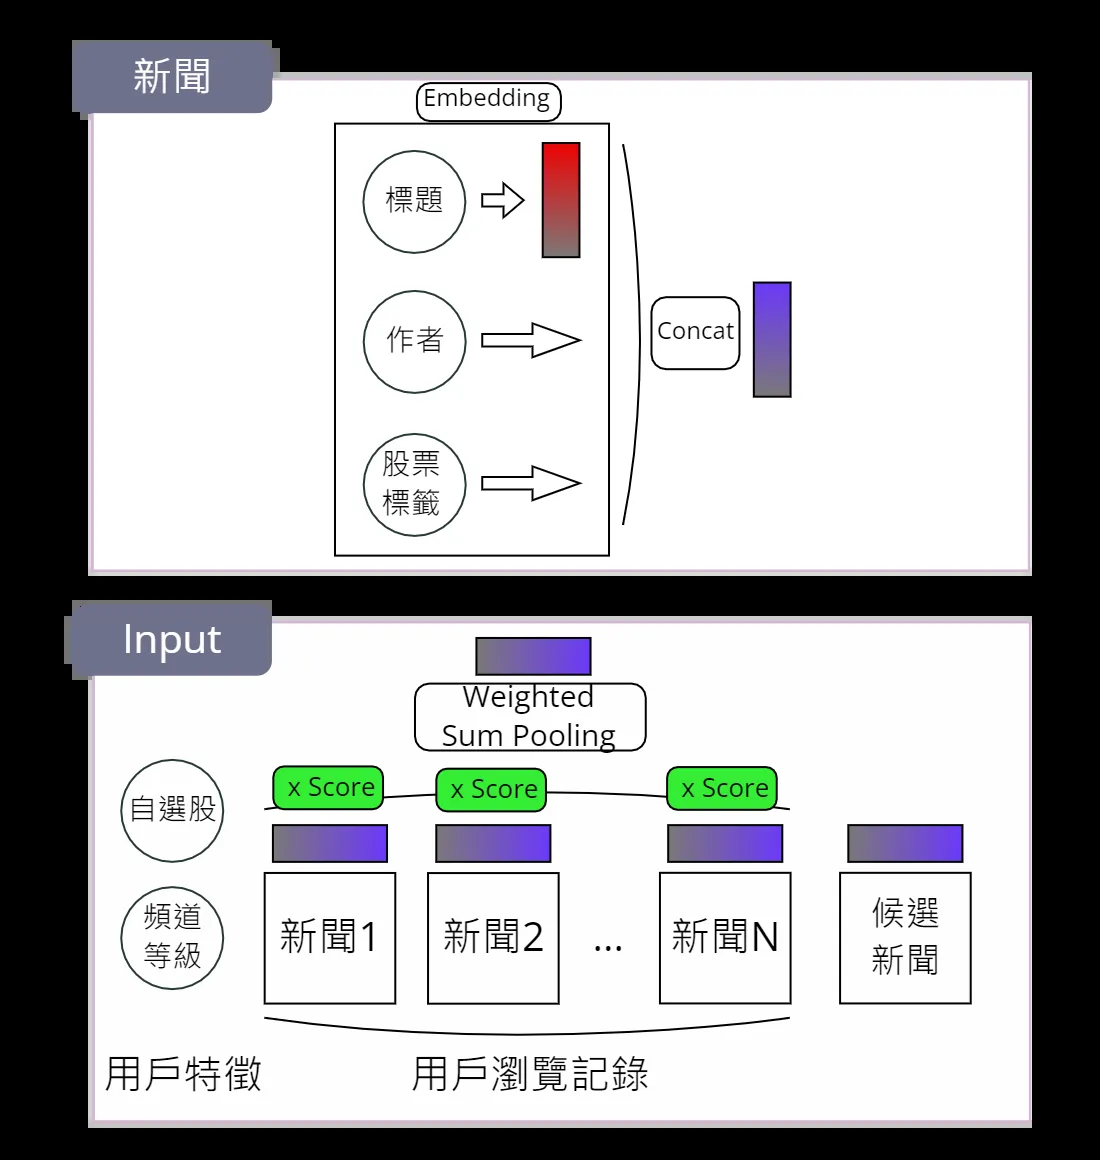 新聞
Embedding
標題
作者
股票
標籤
Concat
Input
Weighted
Sum Pooling
x Score
x Score
x Score
自選股
頻道
等級
新聞1
新聞2
...
新聞N
候選
新聞
用戶特徵
用戶瀏覽記錄